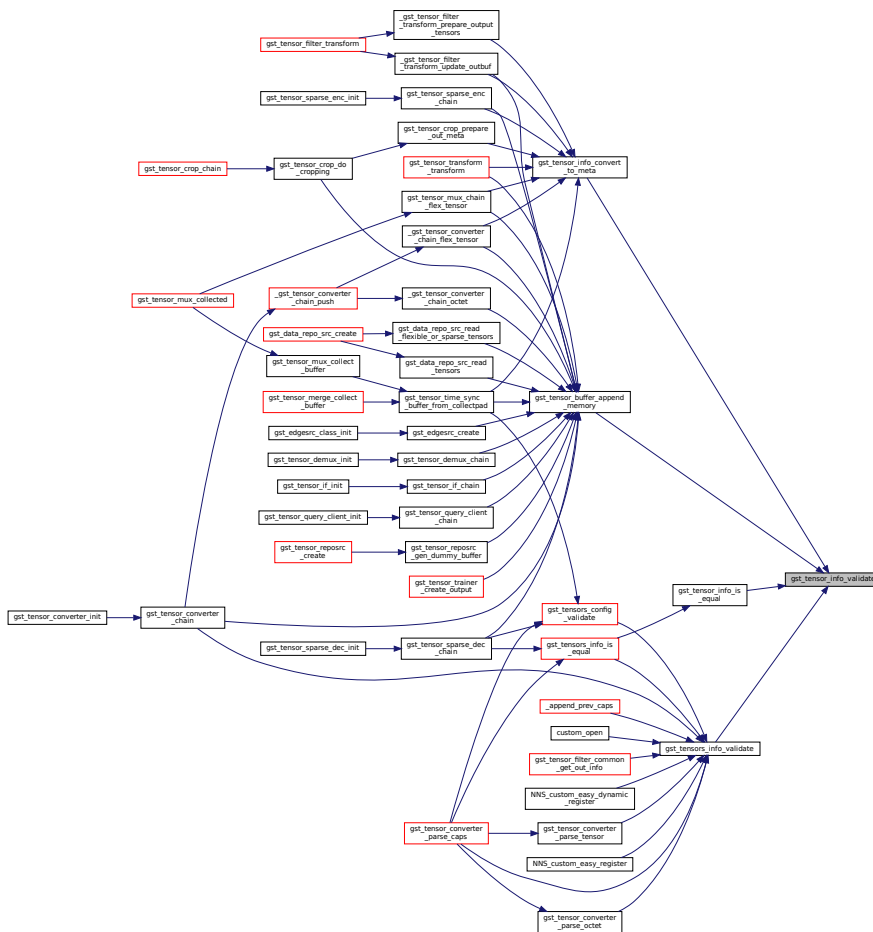 _gst_tensor_filter
_transform_prepare_output
_tensors
gst_tensor_filter_transform
_gst_tensor_filter
_transform_update_outbuf
gst_tensor_sparse_enc_init
gst_tensor_sparse_enc
_chain
gst_tensor_crop_prepare
_out_meta
gst_tensor_info_convert
_to_meta
gst_tensor_crop_chain
gst_tensor_crop_do
_cropping
gst_tensor_transform
_transform
gst_tensor_mux_chain
_flex_tensor
_gst_tensor_converter
_chain_flex_tensor
gst_tensor_mux_collected
_gst_tensor_converter
_chain_push
_gst_tensor_converter
_chain_octet
gst_data_repo_src_create
gst_data_repo_src_read
_flexible_or_sparse_tensors
gst_tensor_mux_collect
_buffer
gst_data_repo_src_read
_tensors
gst_tensor_merge_collect
_buffer
gst_tensor_time_sync
_buffer_from_collectpad
gst_tensor_buffer_append
_memory
gst_edgesrc_class_init
gst_edgesrc_create
gst_tensor_demux_init
gst_tensor_demux_chain
gst_tensor_if_init
gst_tensor_if_chain
gst_tensor_query_client_init
gst_tensor_query_client
_chain
gst_tensor_reposrc
_create
gst_tensor_reposrc
_gen_dummy_buffer
gst_tensor_trainer
_create_output
gst_tensor_info_validate
gst_tensor_info_is
_equal
gst_tensor_converter_init
gst_tensor_converter
_chain
gst_tensors_config
_validate
gst_tensor_sparse_dec_init
gst_tensor_sparse_dec
_chain
gst_tensors_info_is
_equal
_append_prev_caps
custom_open
gst_tensors_info_validate
gst_tensor_filter_common
_get_out_info
NNS_custom_easy_dynamic
_register
gst_tensor_converter
_parse_caps
gst_tensor_converter
_parse_tensor
NNS_custom_easy_register
gst_tensor_converter
_parse_octet